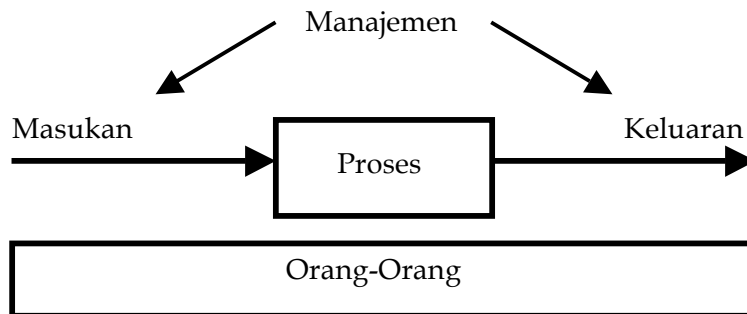 Manajemen
Masukan
Keluaran
Proses
Orang-Orang